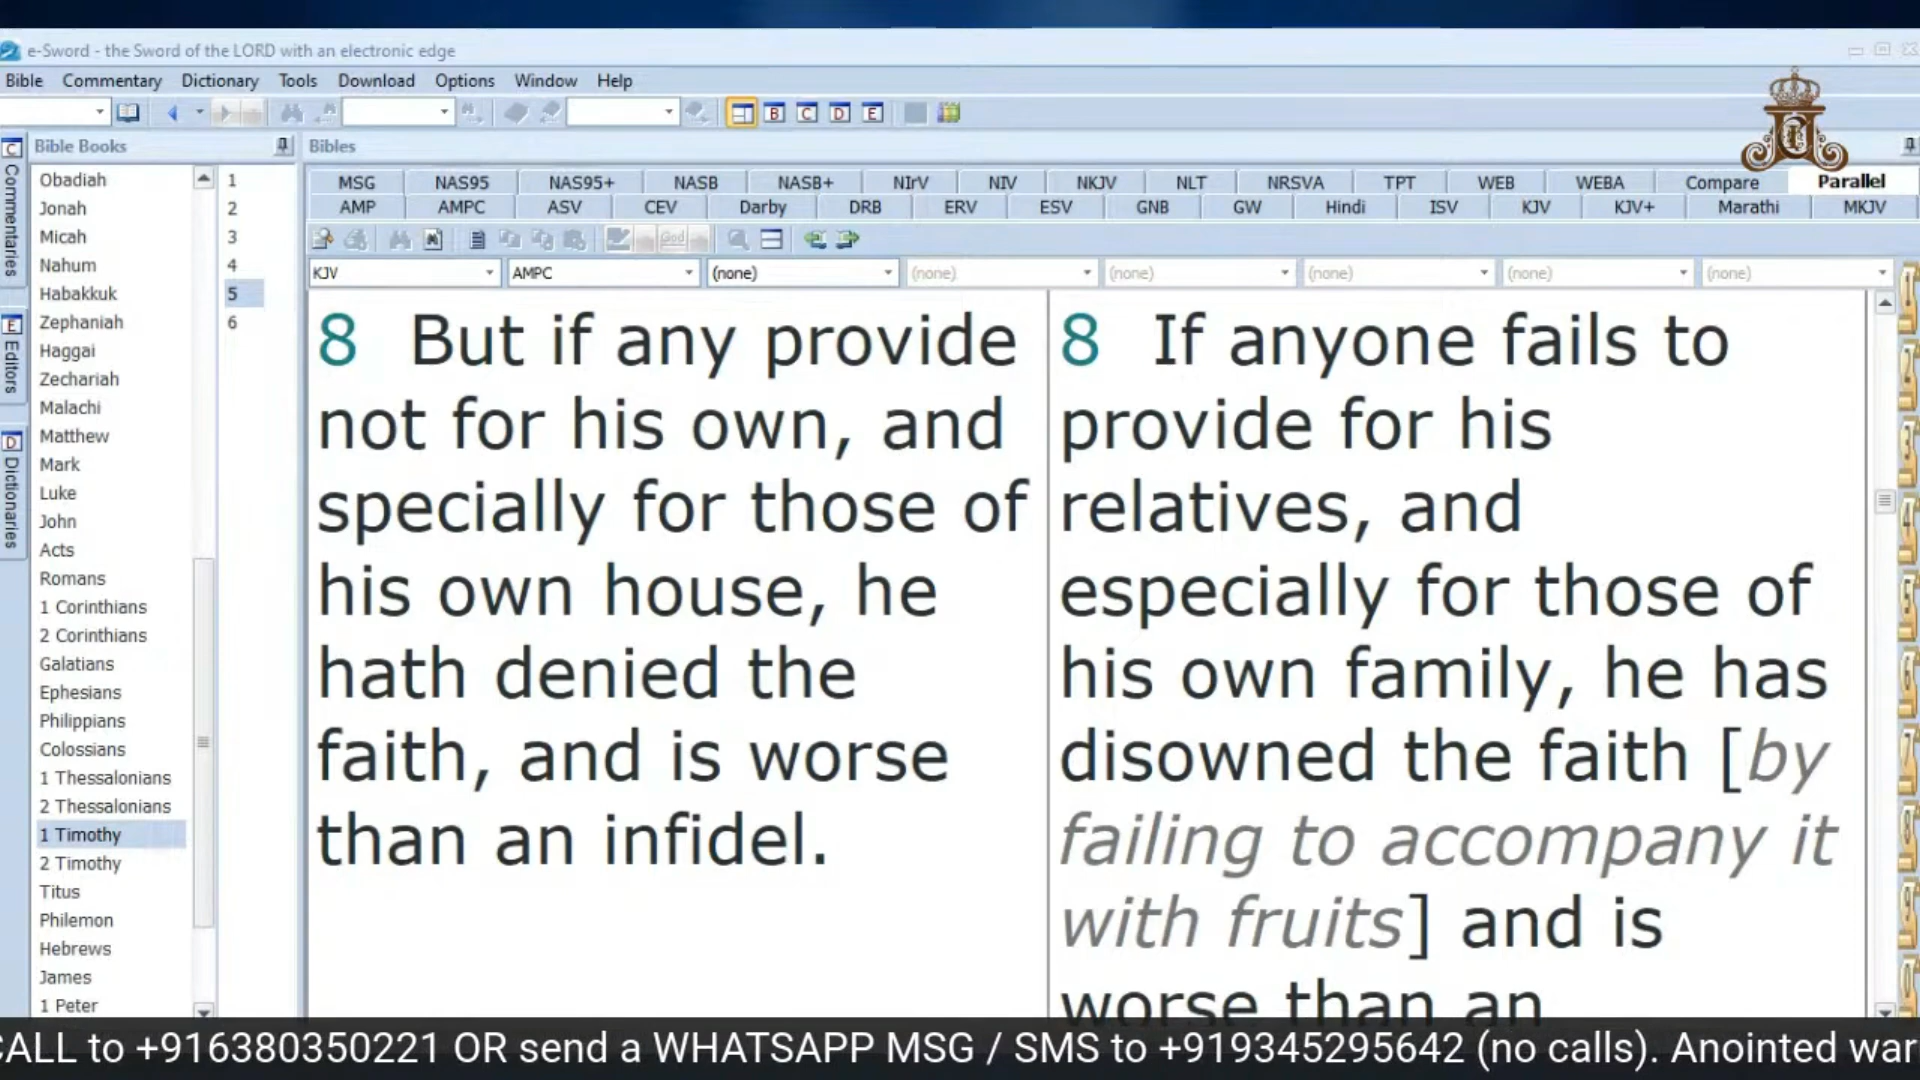 e-Sword - the Sword of the LORD with an electronic edge
Bible Commentary Dictionary Tools Download Options Window Help
B C D E
C Commentaries
E Editors
D Dictionaries
Bible Books
Obadiah
Jonah
Micah
Nahum
Habakkuk
Zephaniah
Haggai
Zechariah
Malachi
Matthew
Mark
Luke
John
Acts
Romans
1 Corinthians
2 Corinthians
Galatians
Ephesians
Philippians
Colossians
1 Thessalonians
2 Thessalonians
1 Timothy
2 Timothy
Titus
Philemon
Hebrews
James
1 Peter
1
2
3
4
5
6
Bibles
MSG NAS95 NAS95+ NASB NASB+ NIrV NIV NKJV NLT NRSVA TPT WEB WEBA Compare Parallel
AMP AMPC ASV CEV Darby DRB ERV ESV GNB GW Hindi ISV KJV KJV+ Marathi MKJV
God
KJV AMPC (none) (none) (none) (none) (none) (none)
8 But if any provide
not for his own, and
specially for those of
his own house, he
hath denied the
faith, and is worse
than an infidel.
8 If anyone fails to
provide for his
relatives, and
especially for those of
his own family, he has
disowned the faith [by
failing to accompany it
with fruits] and is
worse than an
CALL to +916380350221 OR send a WHATSAPP MSG / SMS to +919345295642 (no calls). Anointed war